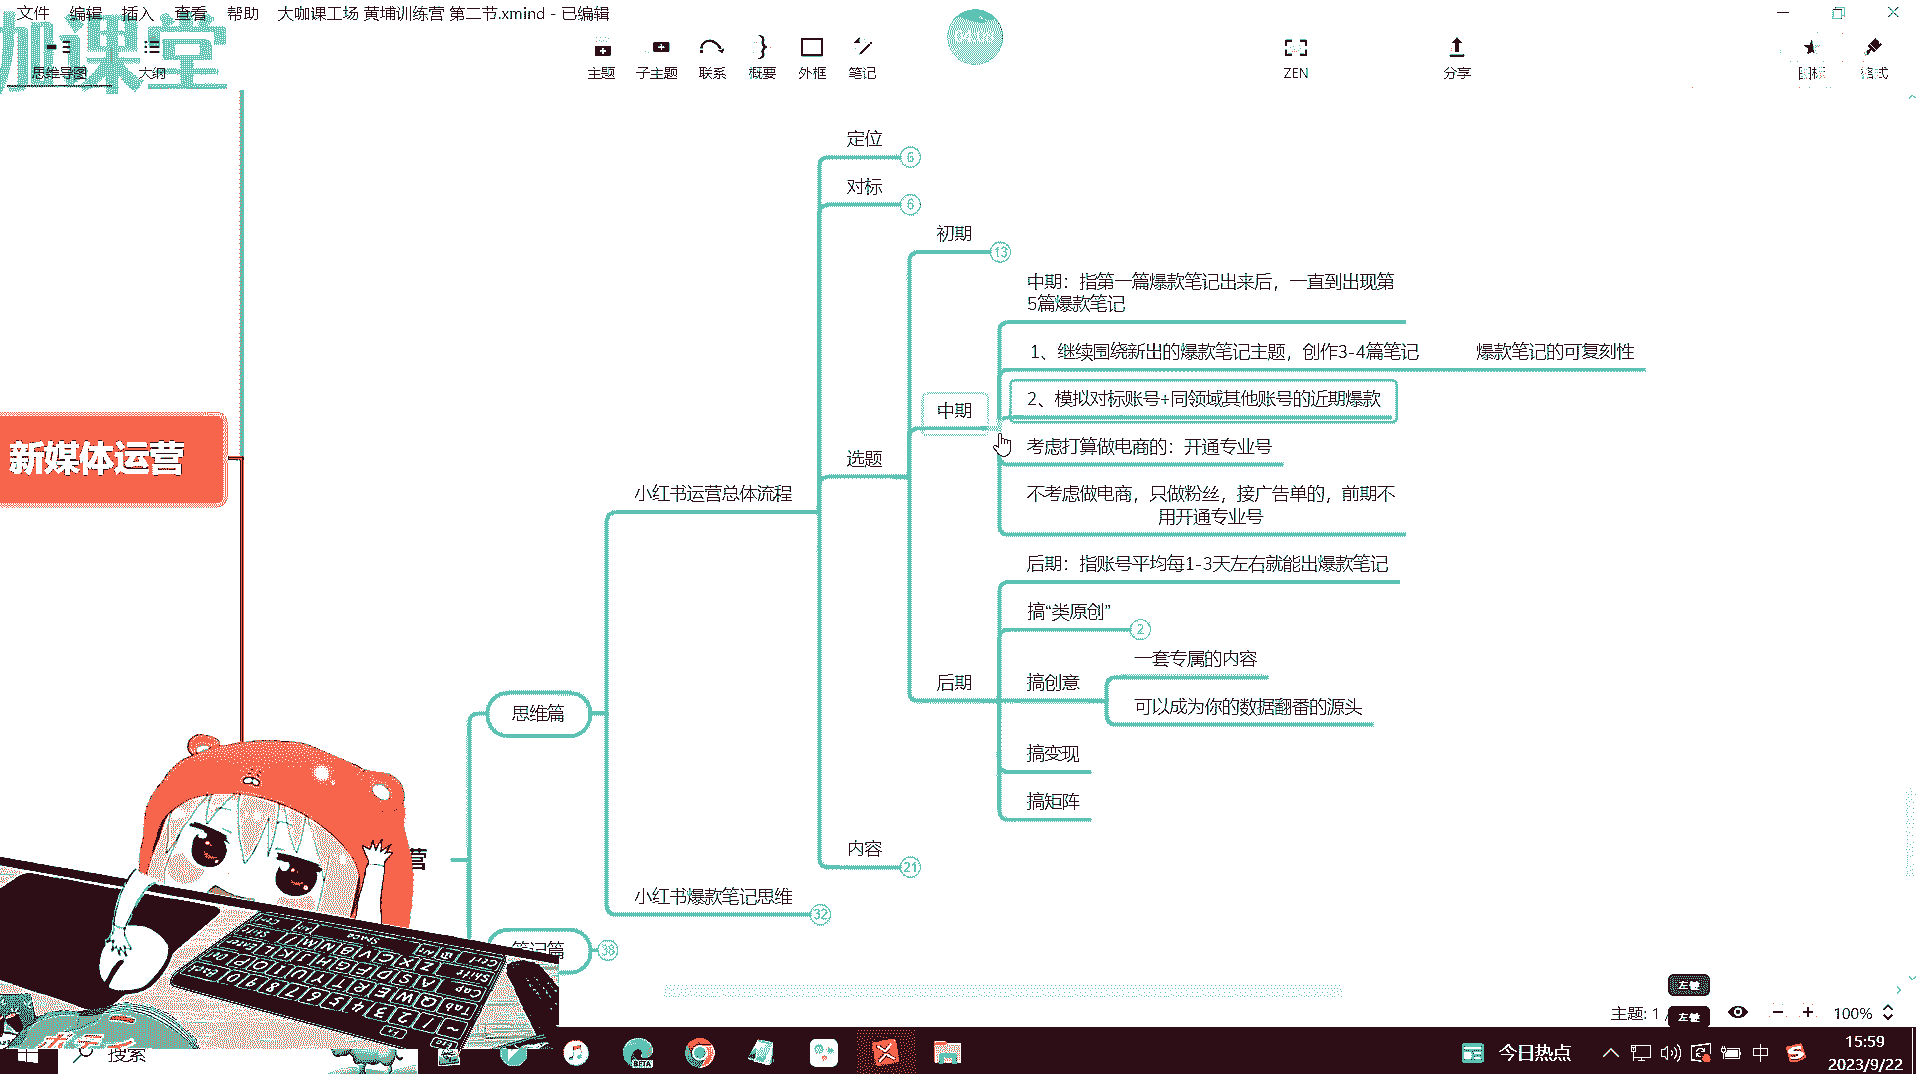 文件 编辑 插入 查看 帮助 大咖课工场 黄埔训练营 第二节.xmind - 已编辑
咖课堂
思维导图 大纲
主题 子主题 联系 概要 外框 笔记 ZEN 分享 图标 格式
定位 6
对标 6
初期 13
中期：指第一篇爆款笔记出来后，一直到出现第
5篇爆款笔记
1、继续围绕新出的爆款笔记主题，创作3-4篇笔记 爆款笔记的可复刻性
2、模拟对标账号+同领域其他账号的近期爆款
中期
考虑打算做电商的：开通专业号
新媒体运营
选题
小红书运营总体流程
不考虑做电商，只做粉丝，接广告单的，前期不
用开通专业号
后期：指账号平均每1-3天左右就能出爆款笔记
搞“类原创” 2
一套专属的内容
后期
搞创意
可以成为你的数据翻番的源头
思维篇
搞变现
搞矩阵
内容 21
营
小红书爆款笔记思维 32
笔记篇 38
左键
主题: 1 /
左键
100%
搜索
BETA
今日热点
中
15:59
2023/9/22